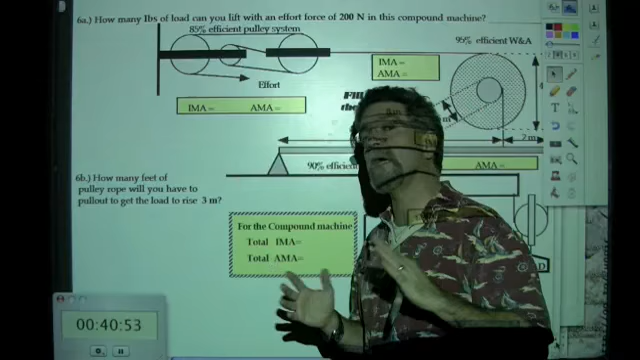 6a.) How many lbs of load can you lift with an effort force of 200 N in this compound machine?
85% efficient pulley system
95% efficient W&A
IMA=
AMA=
Effort
IMA= AMA=
2 m
90% efficient
AMA=
6b.) How many feet of
pulley rope will you have to
pullout to get the load to rise 3 m?
For the Compound machine
Total IMA=
Total AMA=
00:40:53